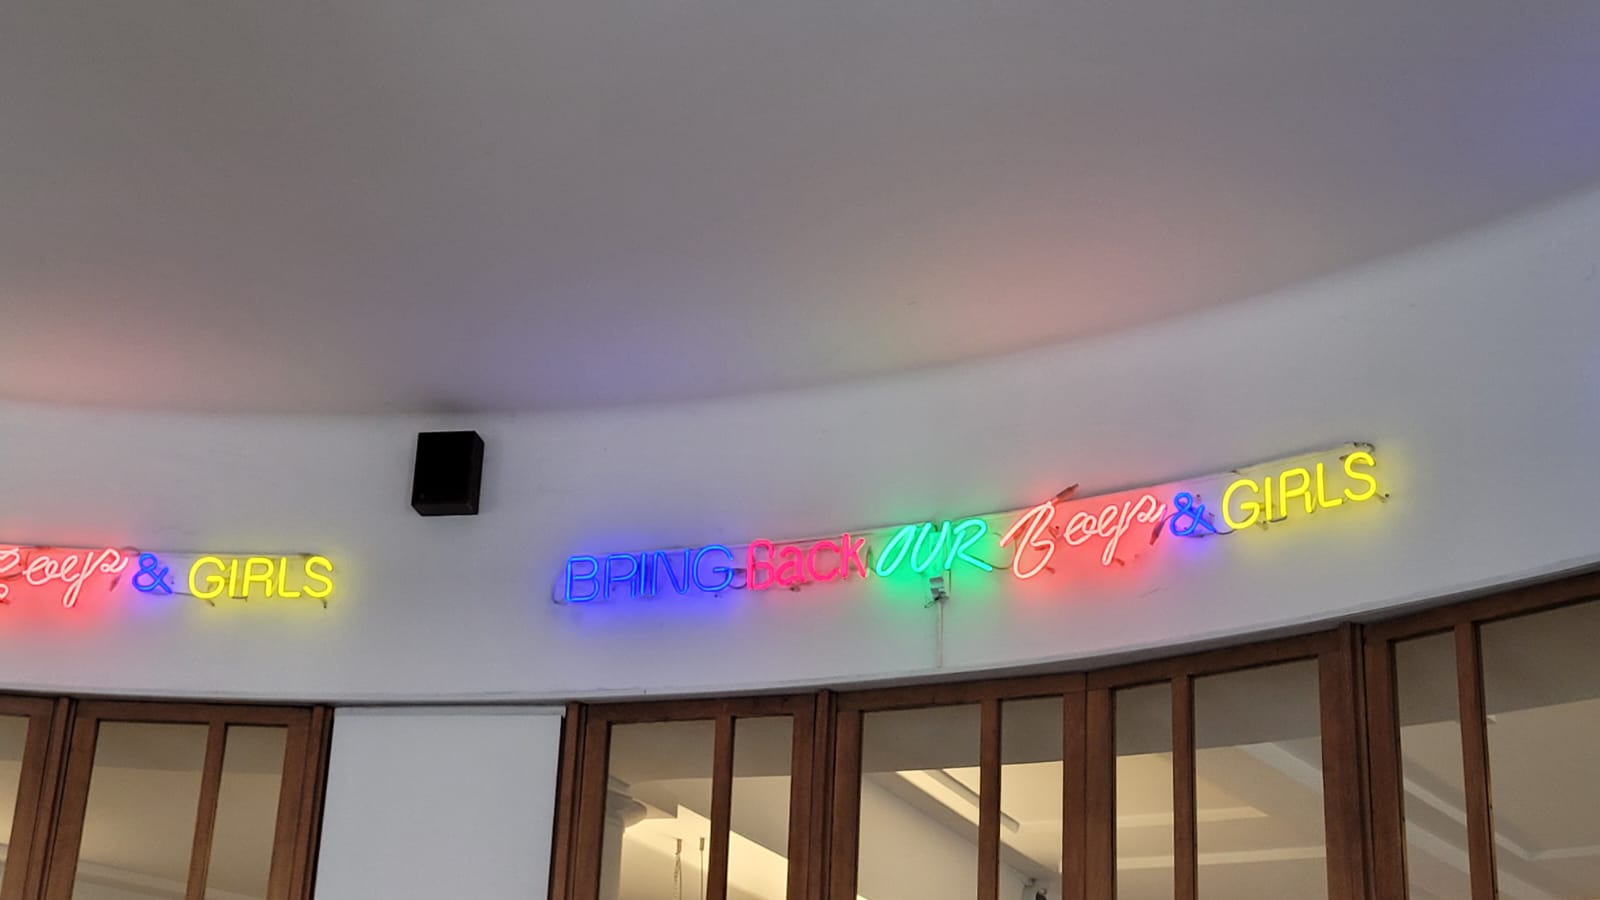 Boys & GIRLS
BRING Back OUR Boys & GIRLS